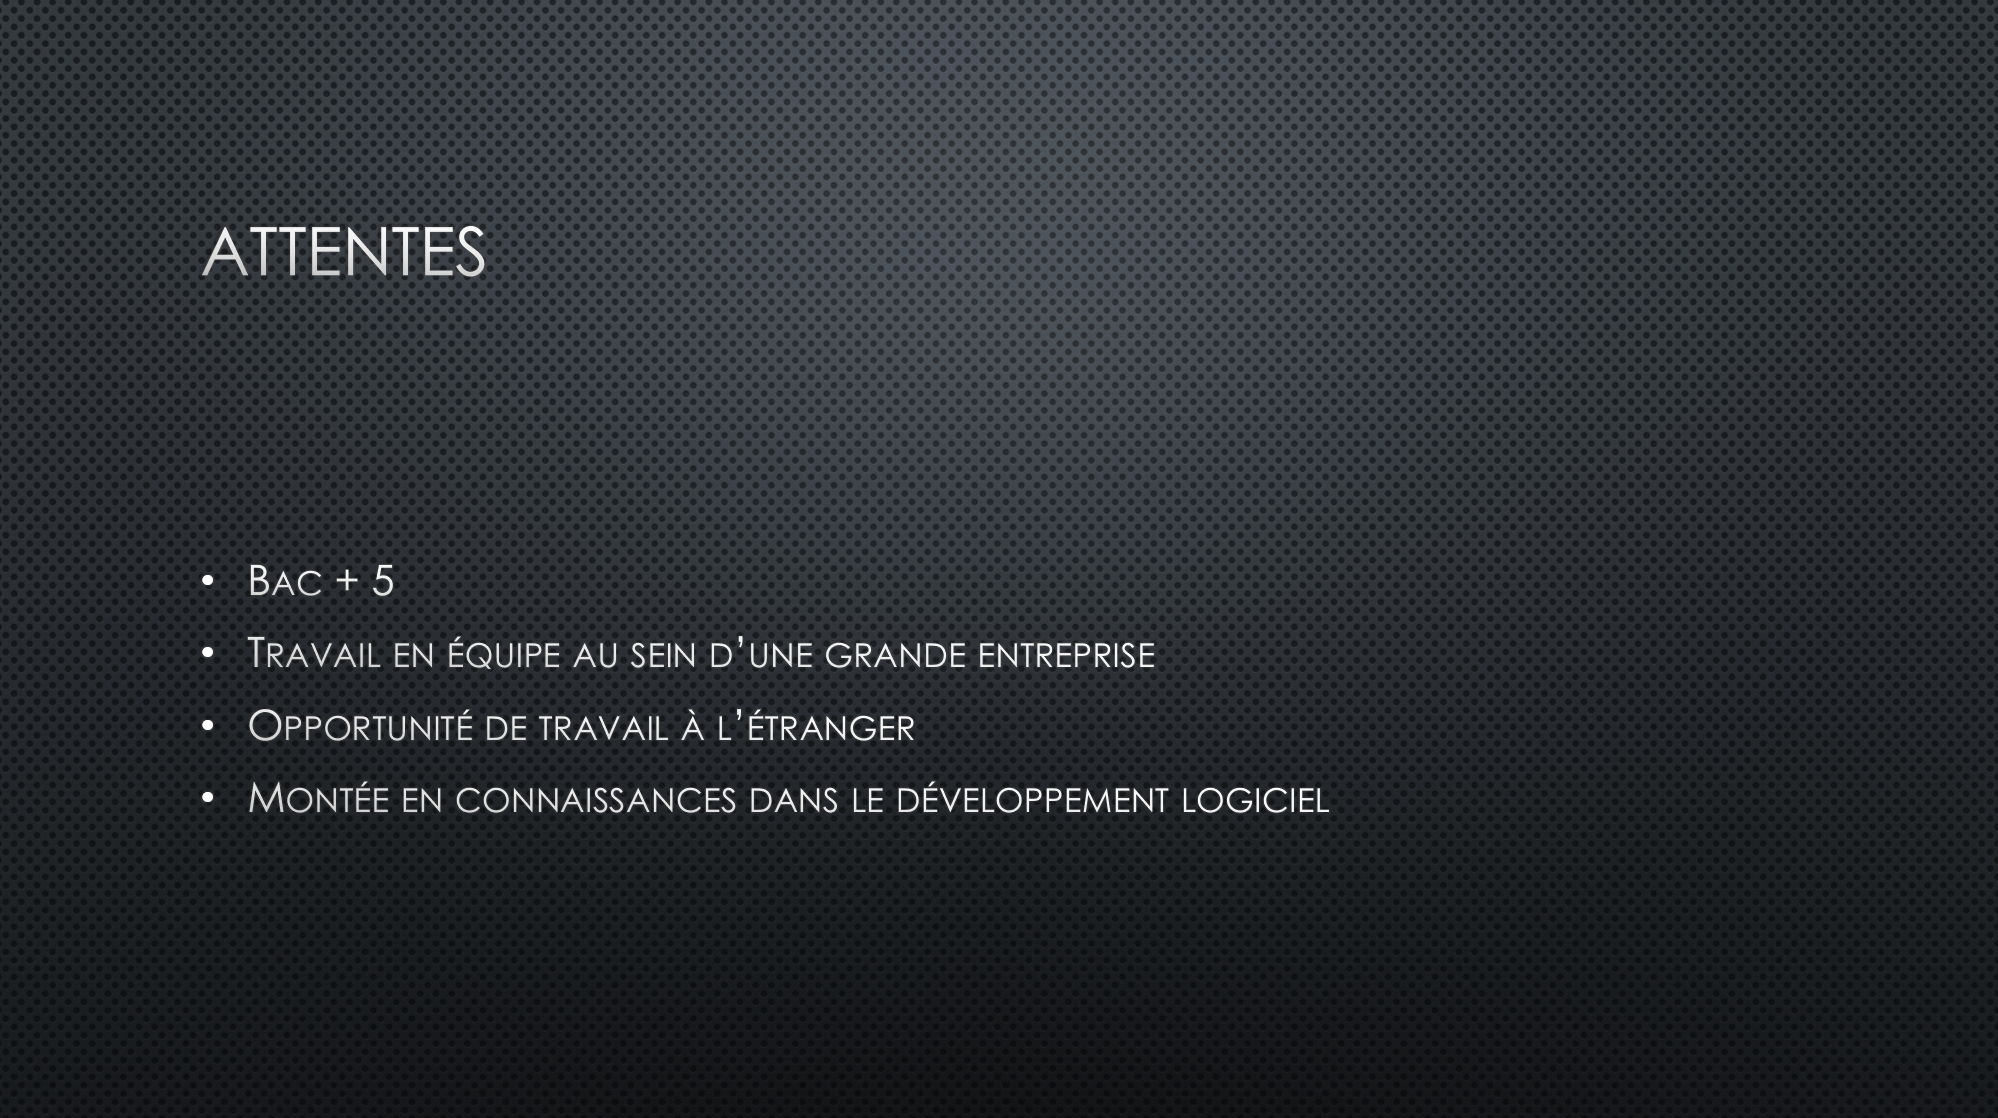 ATTENTES
• Bac + 5
• Travail en équipe au sein d’une grande entreprise
• Opportunité de travail à l’étranger
• Montée en connaissances dans le développement logiciel